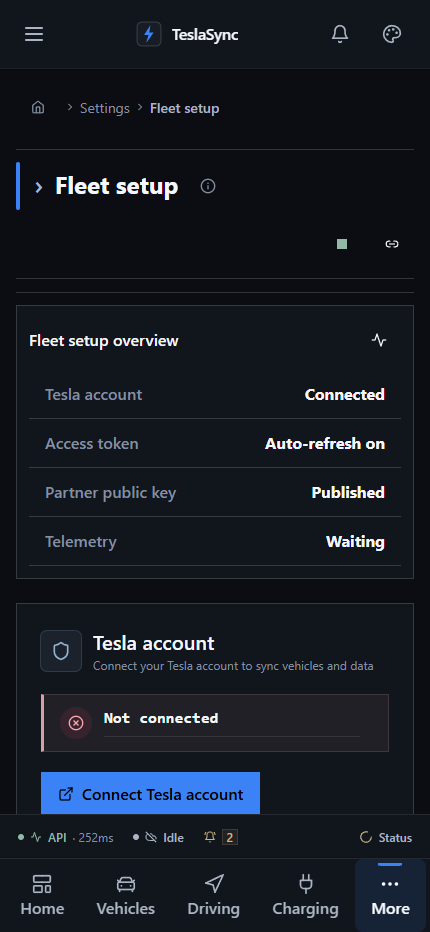 TeslaSync
Settings Fleet setup
Fleet setup
Fleet setup overview
Tesla account Connected
Access token Auto-refresh on
Partner public key Published
Telemetry Waiting
Tesla account
Connect your Tesla account to sync vehicles and data
Not connected
Connect Tesla account
API · 252ms Idle 2 Status
Home Vehicles Driving Charging More